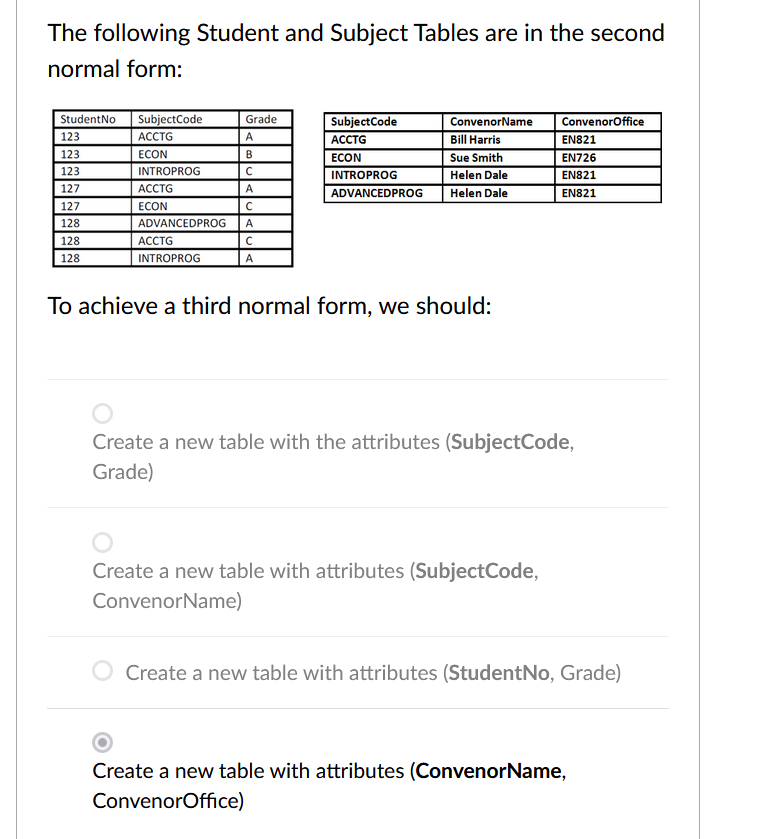 The following Student and Subject Tables are in the second
normal form:
StudentNo SubjectCode Grade
123 ACCTG A
123 ECON B
123 INTROPROG C
127 ACCTG A
127 ECON C
128 ADVANCEDPROG A
128 ACCTG C
128 INTROPROG A
SubjectCode ConvenorName ConvenorOffice
ACCTG Bill Harris EN821
ECON Sue Smith EN726
INTROPROG Helen Dale EN821
ADVANCEDPROG Helen Dale EN821
To achieve a third normal form, we should:
Create a new table with the attributes (SubjectCode,
Grade)
Create a new table with attributes (SubjectCode,
ConvenorName)
Create a new table with attributes (StudentNo, Grade)
Create a new table with attributes (ConvenorName,
ConvenorOffice)